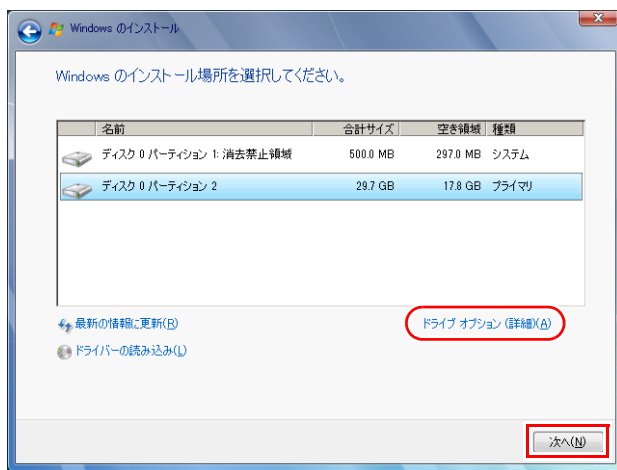 Windows のインストール
Windows のインストール場所を選択してください。
名前 合計サイズ 空き領域 種類
ディスク 0 パーティション 1: 消去禁止領域 500.0 MB 297.0 MB システム
ディスク 0 パーティション 2 29.7 GB 17.8 GB プライマリ
最新の情報に更新(R) ドライブ オプション (詳細)(A)
ドライバーの読み込み(L)
次へ(N)